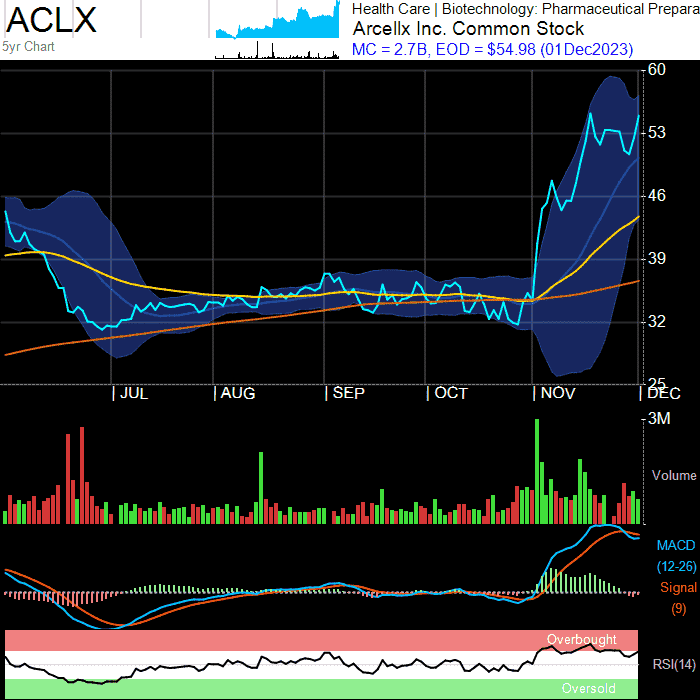 ACLX
5yr Chart
Health Care | Biotechnology: Pharmaceutical Prepara
Arcellx Inc. Common Stock
MC = 2.7B, EOD = $54.98 (01Dec2023)
60
53
46
39
32
25
JUL AUG SEP OCT NOV DEC
3M
Volume
MACD
(12-26)
Signal
(9)
Overbought
RSI(14)
Oversold